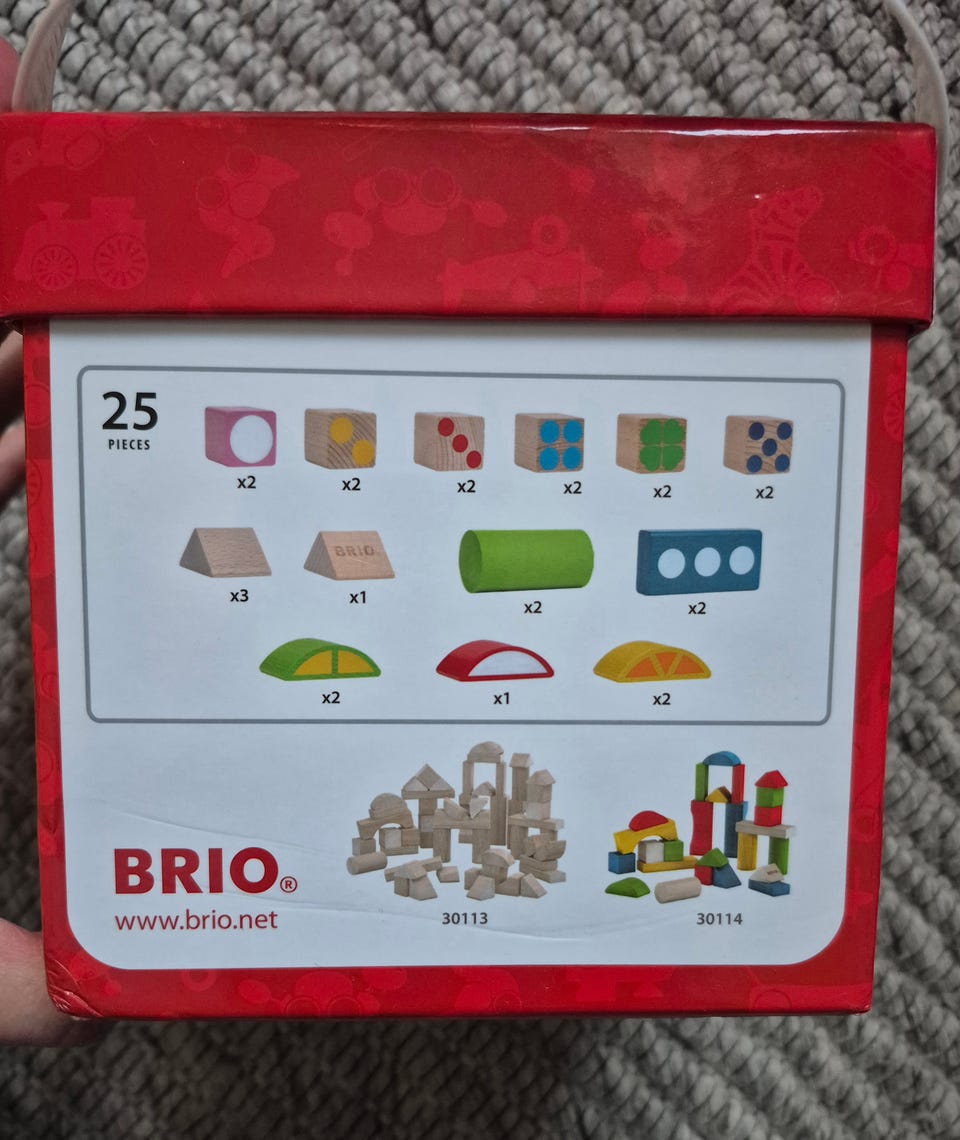 25
PIECES
x2 x2 x2 x2 x2 x2
BRIO
x3 x1 x2 x2
x2 x1 x2
BRIO®
www.brio.net
30113 30114